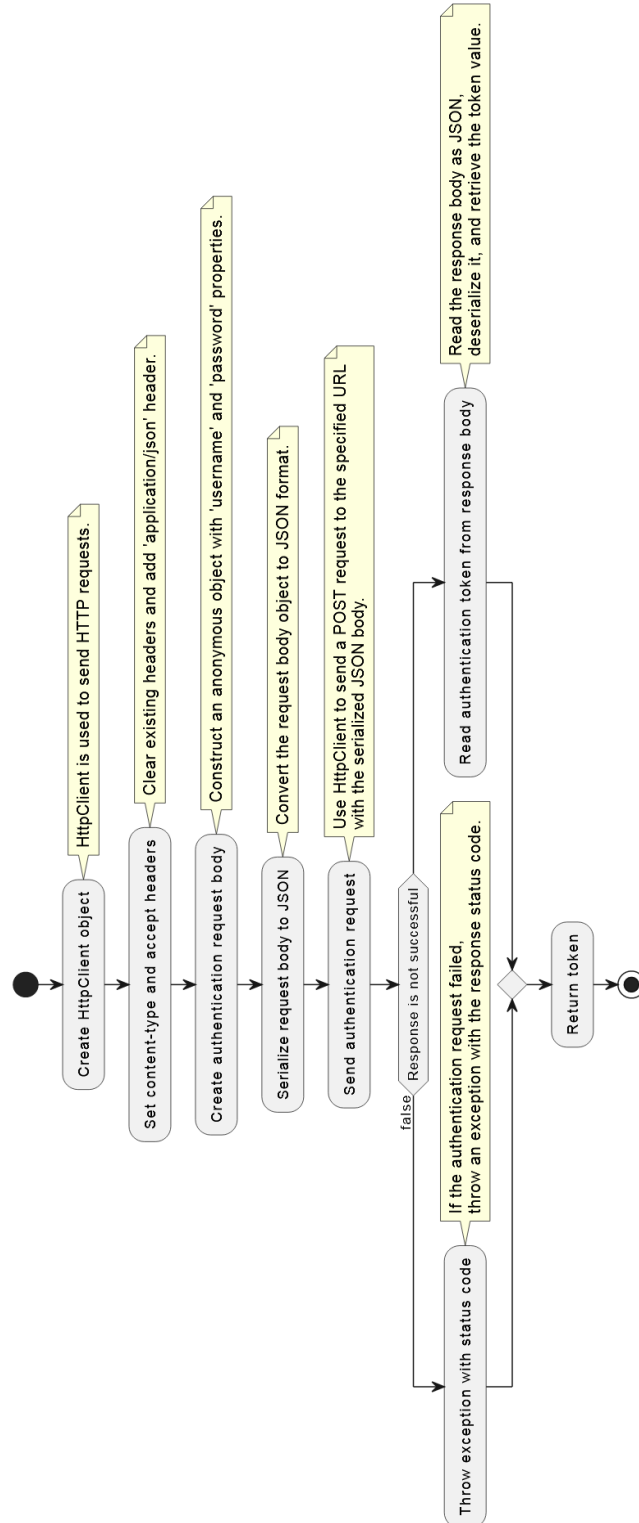 Create HttpClient object
HttpClient is used to send HTTP requests.
Set content-type and accept headers
Clear existing headers and add 'application/json' header.
Create authentication request body
Construct an anonymous object with 'username' and 'password' properties.
Serialize request body to JSON
Convert the request body object to JSON format.
Send authentication request
Use HttpClient to send a POST request to the specified URL
with the serialized JSON body.
false
Response is not successful
Throw exception with status code
If the authentication request failed,
throw an exception with the response status code.
Read authentication token from response body
Read the response body as JSON,
deserialize it, and retrieve the token value.
Return token